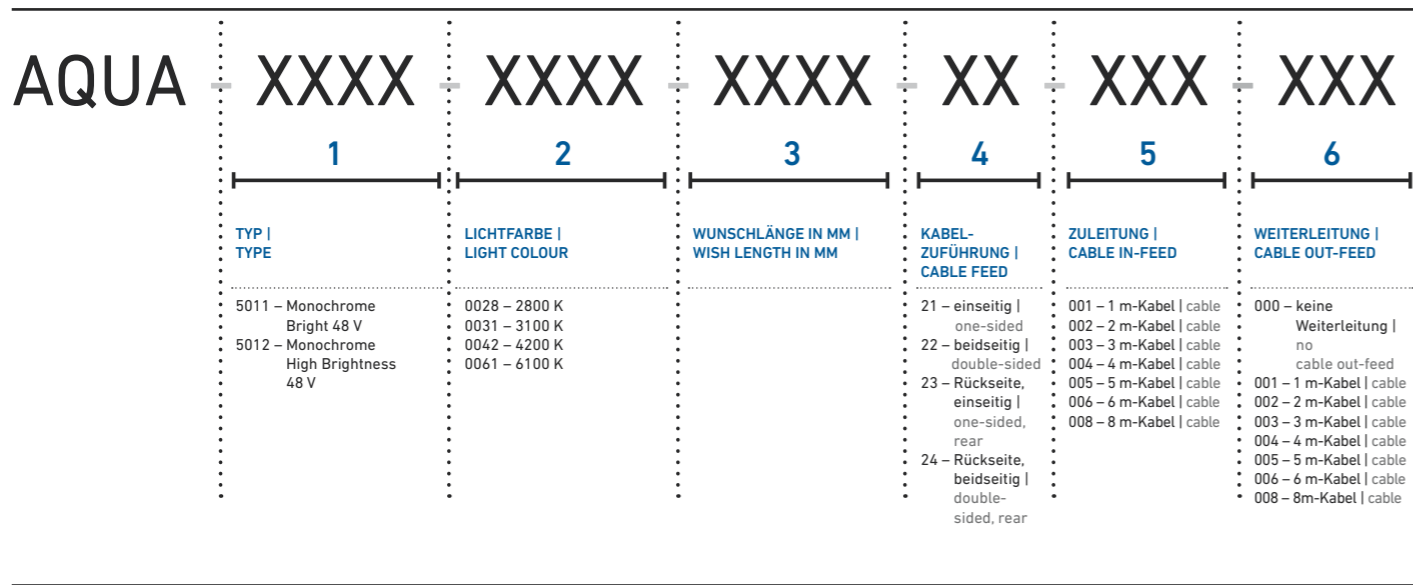 AQUA - XXXX - XXXX - XXXX - XX - XXX - XXX
1
2
3
4
5
6
TYP |
TYPE
LICHTFARBE |
LIGHT COLOUR
WUNSCHLÄNGE IN MM |
WISH LENGTH IN MM
KABEL-
ZUFÜHRUNG |
CABLE FEED
ZULEITUNG |
CABLE IN-FEED
WEITERLEITUNG |
CABLE OUT-FEED
5011 – Monochrome
Bright 48 V
5012 – Monochrome
High Brightness
48 V
0028 – 2800 K
0031 – 3100 K
0042 – 4200 K
0061 – 6100 K
21 – einseitig |
one-sided
22 – beidseitig |
double-sided
23 – Rückseite,
einseitig |
one-sided,
rear
24 – Rückseite,
beidseitig |
double-
sided, rear
001 – 1 m-Kabel | cable
002 – 2 m-Kabel | cable
003 – 3 m-Kabel | cable
004 – 4 m-Kabel | cable
005 – 5 m-Kabel | cable
006 – 6 m-Kabel | cable
008 – 8 m-Kabel | cable
000 – keine
Weiterleitung |
no
cable out-feed
001 – 1 m-Kabel | cable
002 – 2 m-Kabel | cable
003 – 3 m-Kabel | cable
004 – 4 m-Kabel | cable
005 – 5 m-Kabel | cable
006 – 6 m-Kabel | cable
008 – 8m-Kabel | cable